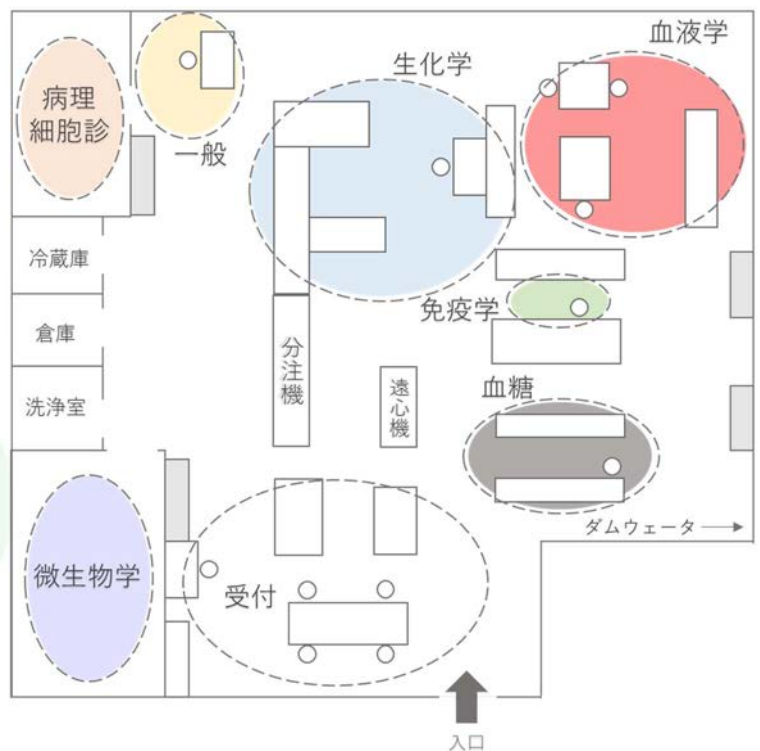 血液学
生化学
病理
細胞診
一般
冷蔵庫
免疫学
倉庫
分注機
血糖
遠心機
洗浄室
ダムウェータ
微生物学
受付
入口